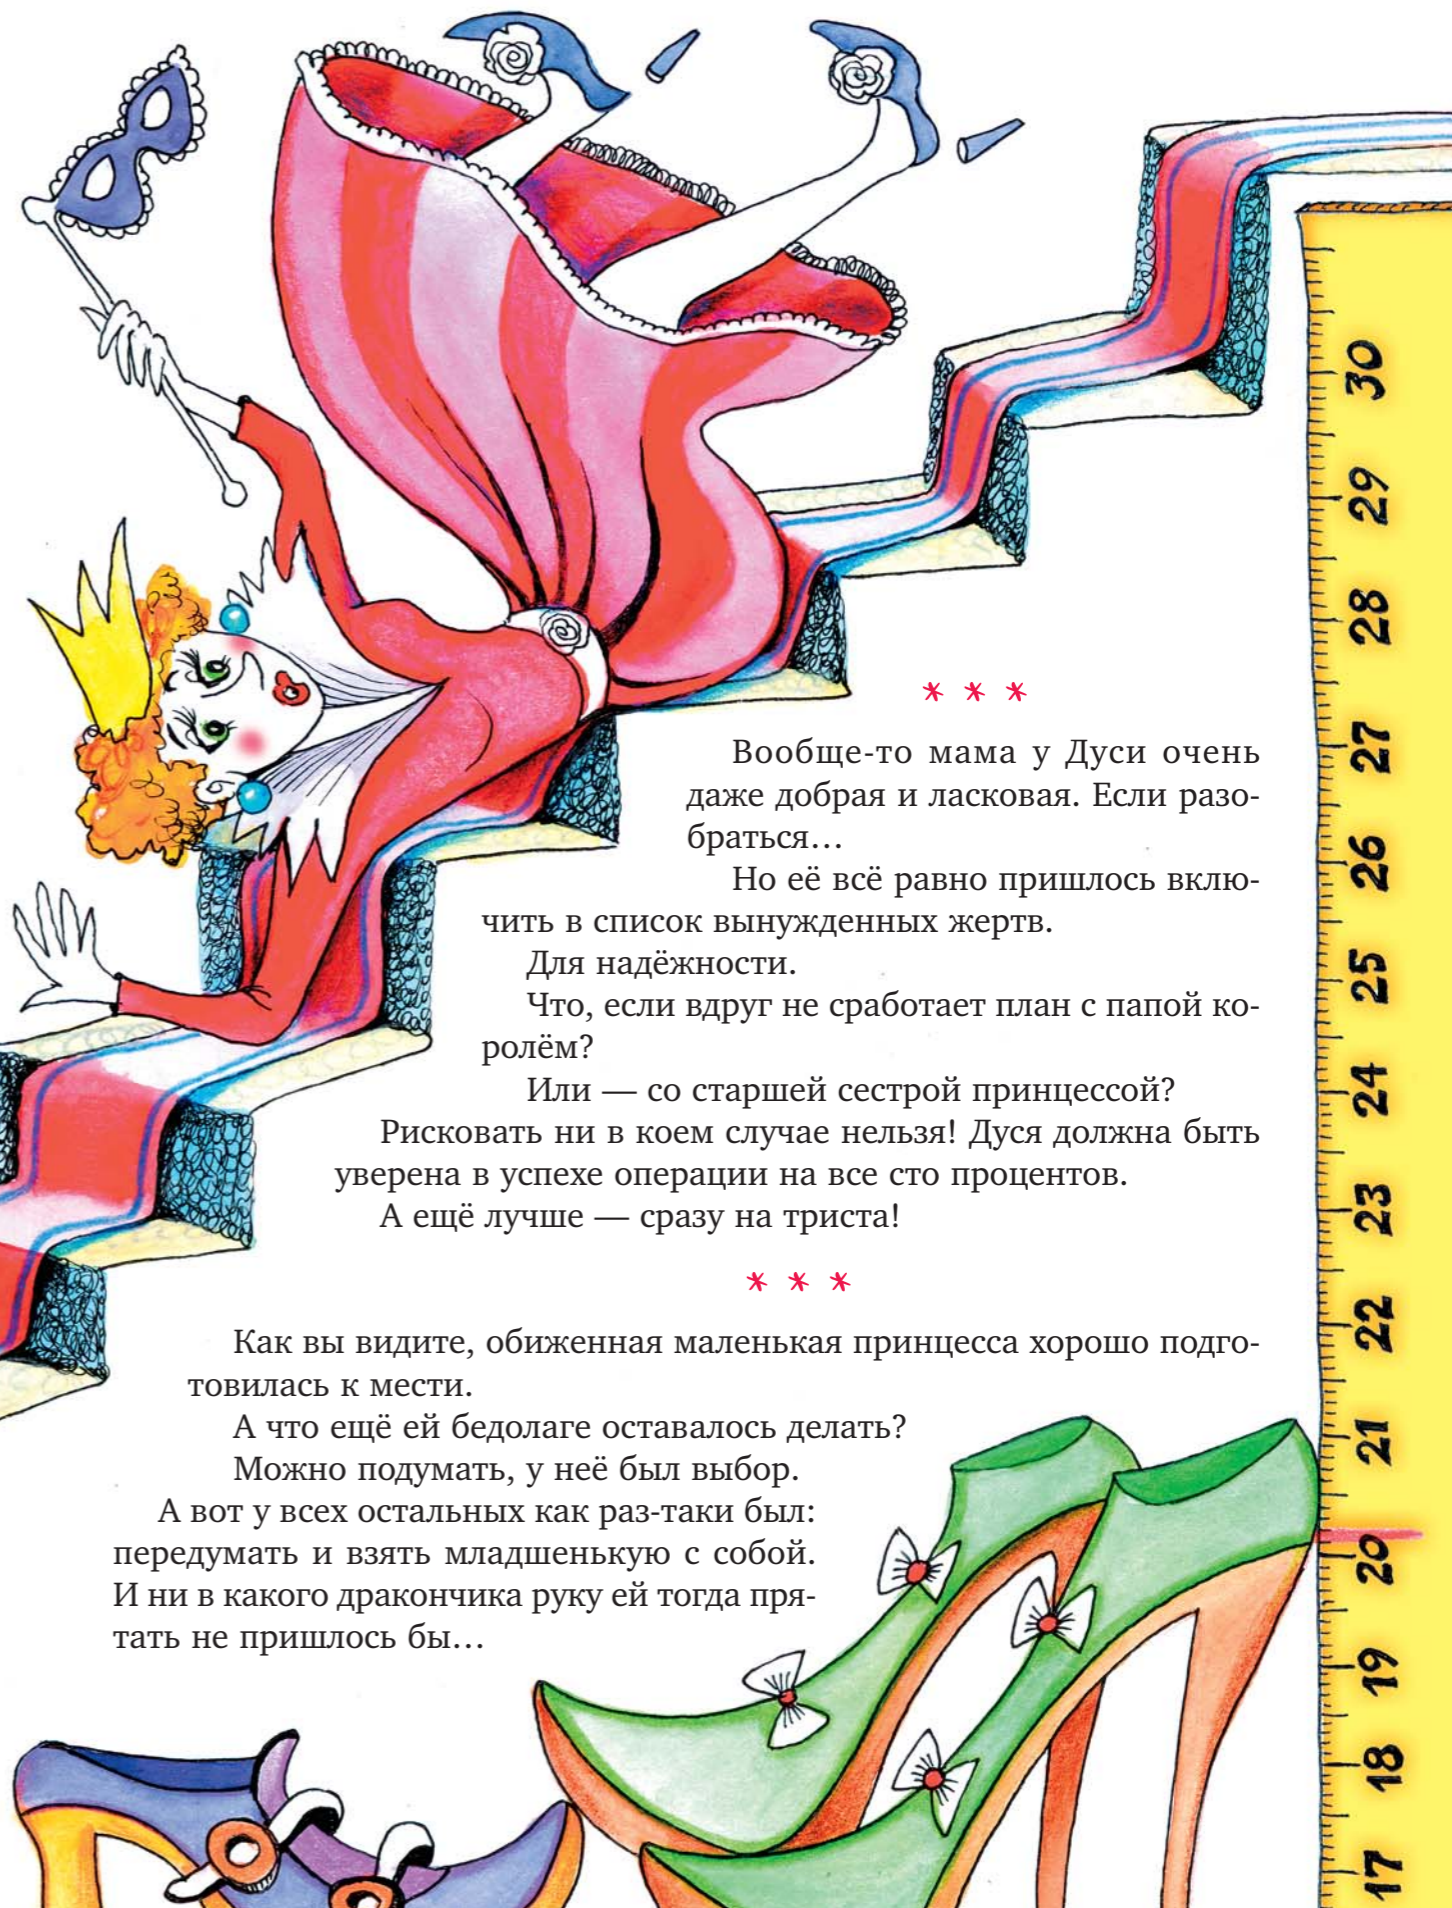 * * *
Вообще-то мама у Дуси очень
даже добрая и ласковая. Если разо-
браться…
Но её всё равно пришлось вклю-
чить в список вынужденных жертв.
Для надёжности.
Что, если вдруг не сработает план с папой ко-
ролём?
Или — со старшей сестрой принцессой?
Рисковать ни в коем случае нельзя! Дуся должна быть
уверена в успехе операции на все сто процентов.
А ещё лучше — сразу на триста!
* * *
Как вы видите, обиженная маленькая принцесса хорошо подго-
товилась к мести.
А что ещё ей бедолаге оставалось делать?
Можно подумать, у неё был выбор.
А вот у всех остальных как раз-таки был:
передумать и взять младшенькую с собой.
И ни в какого дракончика руку ей тогда пря-
тать не пришлось бы…
30
29
28
27
26
25
24
23
22
21
20
19
18
17